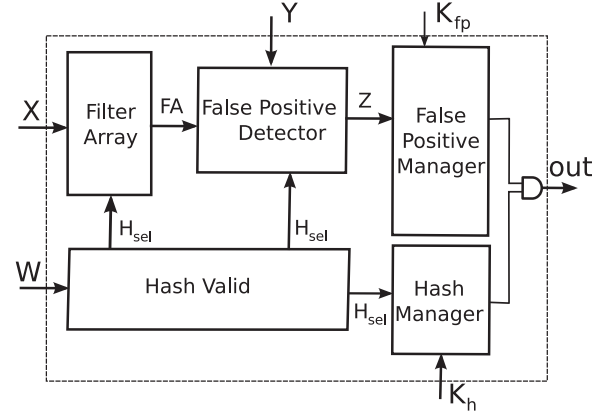 Y
K_fp
X
Filter
Array
FA
False Positive
Detector
Z
False
Positive
Manager
out
H_sel
H_sel
W
Hash Valid
H_sel
Hash
Manager
K_h